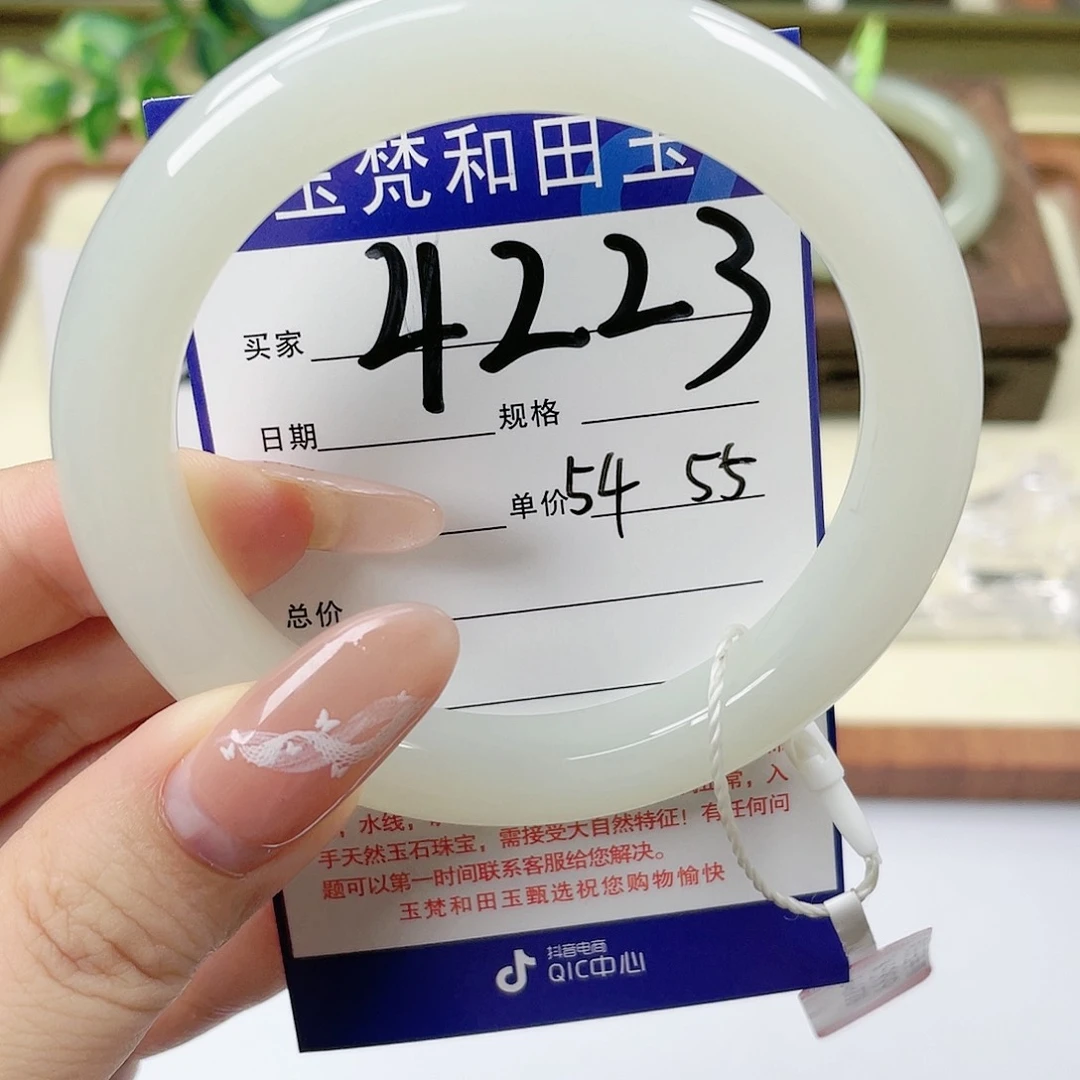 玉梵和田玉
买家 4223
日期 规格
单价 54 55
总价
常，入
，水线，
手天然玉石珠宝，需接受大自然特征！有任何问
题可以第一时间联系客服给您解决。
玉梵和田玉甄选祝您购物愉快
抖音电商
QIC中心